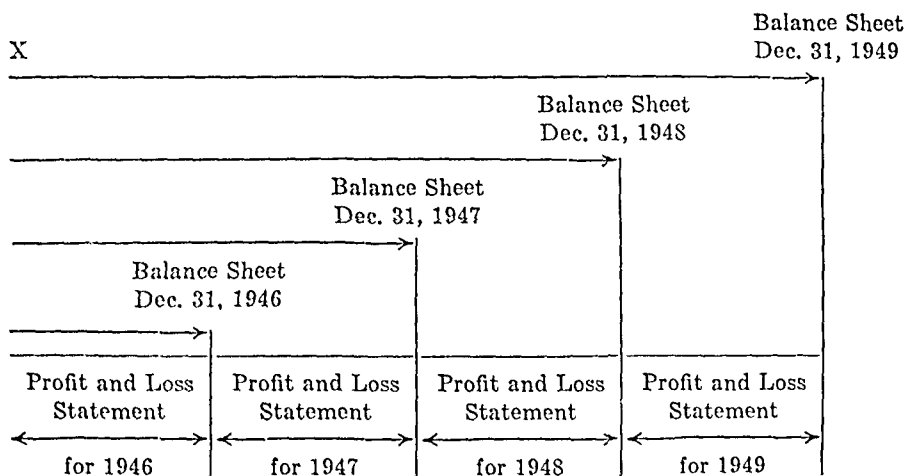 X
Balance Sheet
Dec. 31, 1949
Balance Sheet
Dec. 31, 1948
Balance Sheet
Dec. 31, 1947
Balance Sheet
Dec. 31, 1946
Profit and Loss
Statement
for 1946
Profit and Loss
Statement
for 1947
Profit and Loss
Statement
for 1948
Profit and Loss
Statement
for 1949